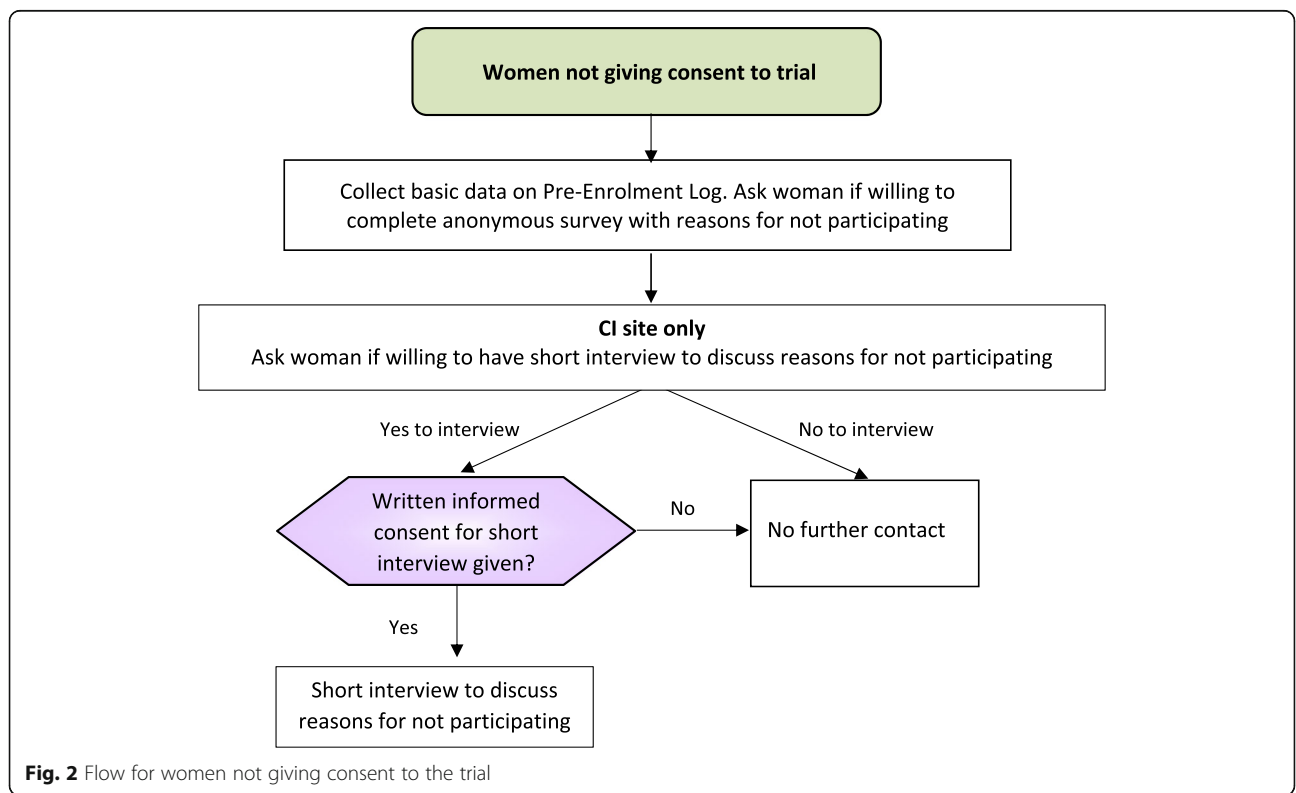 Women not giving consent to trial
Collect basic data on Pre-Enrolment Log. Ask woman if willing to
complete anonymous survey with reasons for not participating
CI site only
Ask woman if willing to have short interview to discuss reasons for not participating
Yes to interview
No to interview
Written informed
consent for short
interview given?
No
No further contact
Yes
Short interview to discuss
reasons for not participating
Fig. 2 Flow for women not giving consent to the trial